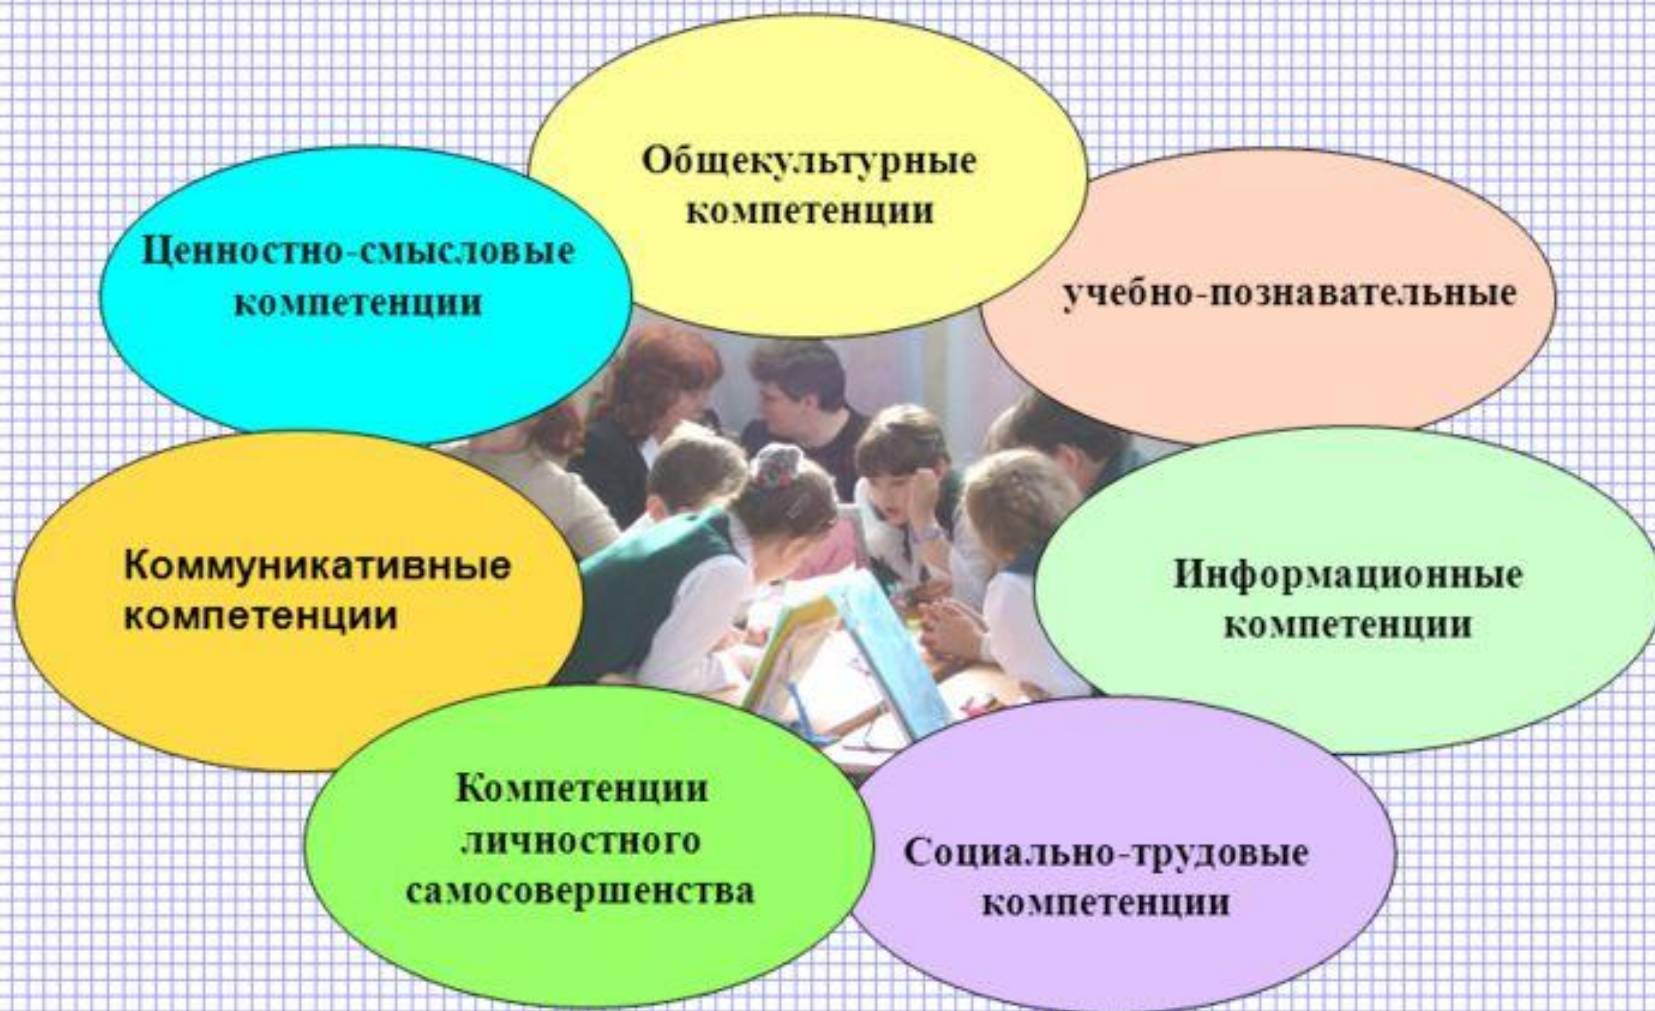 Общекультурные
компетенции
Ценностно-смысловые
компетенции
учебно-познавательные
Коммуникативные
компетенции
Информационные
компетенции
Компетенции
личностного
самосовершенства
Социально-трудовые
компетенции